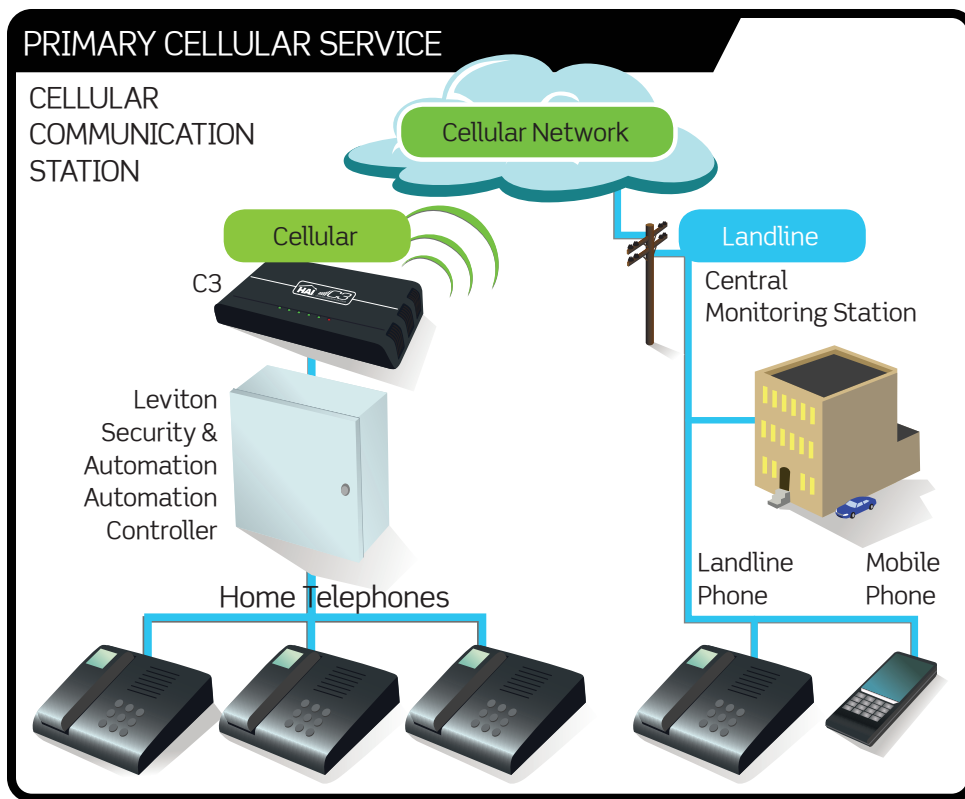 PRIMARY CELLULAR SERVICE
CELLULAR
COMMUNICATION
STATION
Cellular Network
Cellular
Landline
C3
HAI C3
Central
Monitoring Station
Leviton
Security &
Automation
Automation
Controller
Landline
Phone
Mobile
Phone
Home Telephones